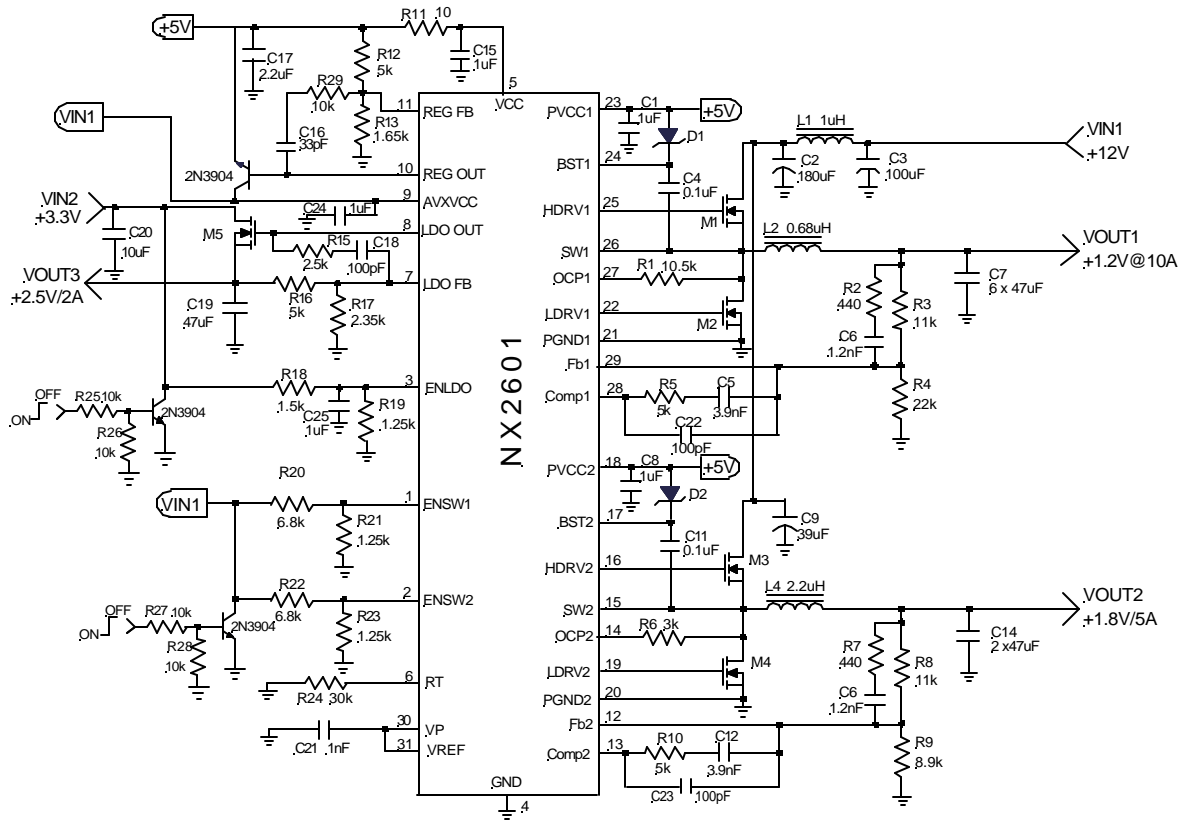 +5V
R11 .10
C17
2.2uF
R12
5k
C15
.1uF
R29
10k
5
VCC
VIN1
11
REG FB
R13
1.65k
C16
33pF
2N3904
10
REG OUT
VIN2
+3.3V
9
AVXVCC
C24
.1uF
C20
10uF
M5
8
LDO OUT
R15
2.5k
C18
100pF
VOUT3
+2.5V/2A
7
LDO FB
C19
47uF
R16
5k
R17
2.35k
R18
1.5k
3
ENLDO
C25
.1uF
R19
1.25k
OFF
ON
R25 10k
2N3904
R26
10k
R20
6.8k
VIN1
1
ENSW1
R21
1.25k
R22
6.8k
2
ENSW2
R23
1.25k
OFF
ON
R27 10k
2N3904
R28
10k
R24 .30k
6
RT
C21 .1nF
30
VP
31
VREF
GND
4
NX2601
23
PVCC1
C1
1uF
+5V
D1
24
BST1
C4
0.1uF
L1 1uH
VIN1
+12V
C2
180uF
C3
100uF
25
HDRV1
M1
26
SW1
L2 0.68uH
VOUT1
+1.2V@10A
27
OCP1
R1 10.5k
C7
6 x 47uF
R2
440
R3
11k
22
LDRV1
M2
C6
1.2nF
21
PGND1
29
Fb1
28
Comp1
R5
5k
C5
3.9nF
R4
22k
C22
100pF
18
PVCC2
C8
1uF
+5V
D2
17
BST2
C11
0.1uF
C9
39uF
16
HDRV2
M3
15
SW2
L4 2.2uH
VOUT2
+1.8V/5A
14
OCP2
R6 3k
C14
2 x47uF
R7
440
R8
11k
19
LDRV2
M4
C6
1.2nF
20
PGND2
12
Fb2
13
Comp2
R10
5k
C12
3.9nF
R9
8.9k
C23
100pF